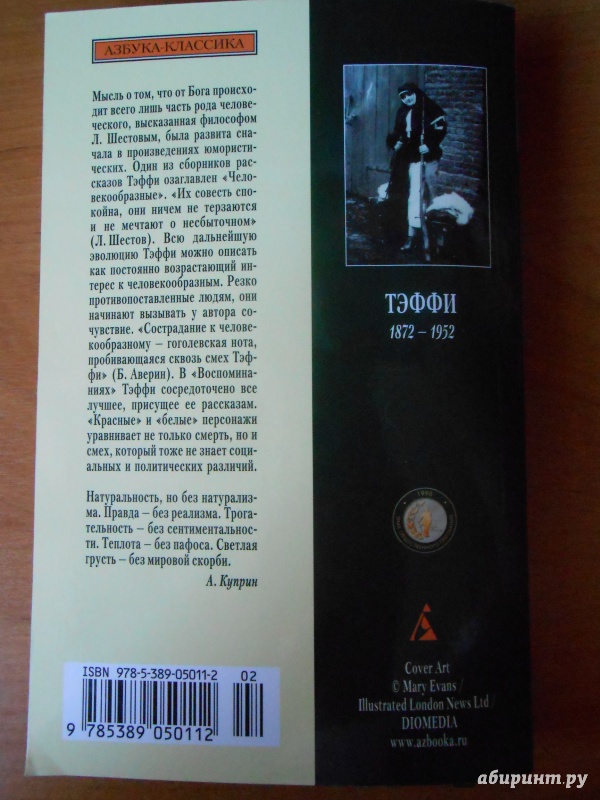 АЗБУКА-КЛАССИКА
Мысль о том, что от Бога происхо-
дит всего лишь часть рода челове-
ческого, высказанная философом
Л. Шестовым, была развита сна-
чала в произведениях юмористи-
ческих. Один из сборников рас-
сказов Тэффи озаглавлен «Чело-
векообразные». «Их совесть спо-
койна, они ничем не терзаются
и не мечтают о несбыточном»
(Л. Шестов). Всю дальнейшую
эволюцию Тэффи можно описать
как постоянно возрастающий ин-
терес к человекообразным. Резко
противопоставленные людям, они
начинают вызывать у автора со-
чувствие. «Сострадание к челове-
кообразному – гоголевская нота,
пробивающаяся сквозь смех Тэф-
фи» (Б. Аверин). В «Воспомина-
ниях» Тэффи сосредоточено все
лучшее, присущее ее рассказам.
«Красные» и «белые» персонажи
уравнивает не только смерть, но и
смех, который тоже не знает соци-
альных и политических различий.
Натуральность, но без натурализ-
ма. Правда – без реализма. Трога-
тельность – без сентиментальнос-
ти. Теплота – без пафоса. Светлая
грусть – без мировой скорби.
А. Куприн
ISBN 978-5-389-05011-2 02
9 785389 050112
ТЭФФИ
1872 – 1952
Cover Art
© Mary Evans /
Illustrated London News Ltd /
DIOMEDIA
www.azbooka.ru
абиринт.ру